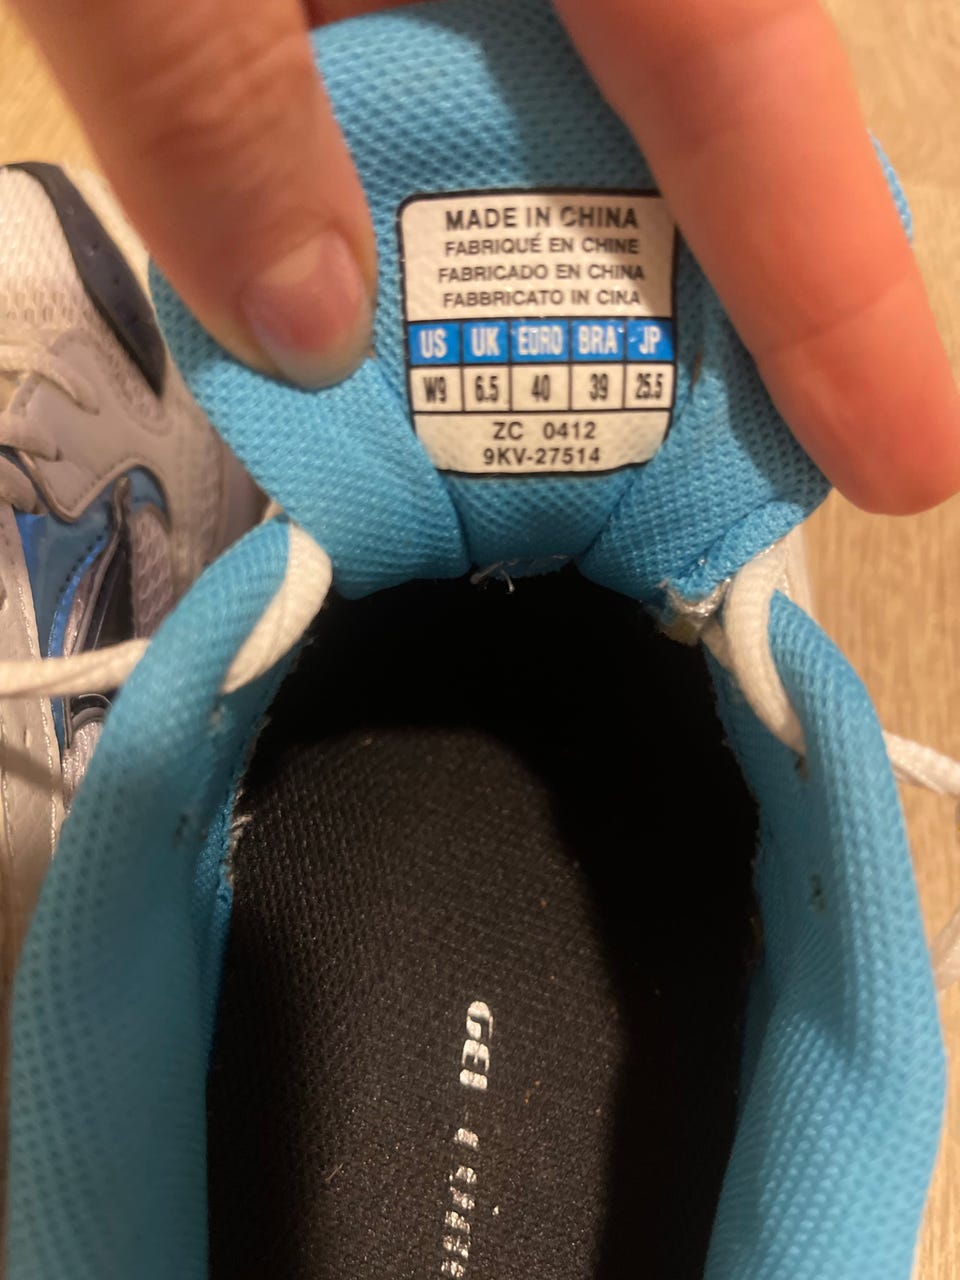 MADE IN CHINA
FABRIQUÉ EN CHINE
FABRICADO EN CHINA
FABBRICATO IN CINA
US UK EURO BRA JP
W9 6.5 40 39 25.5
ZC 0412
9KV-27514
GEL